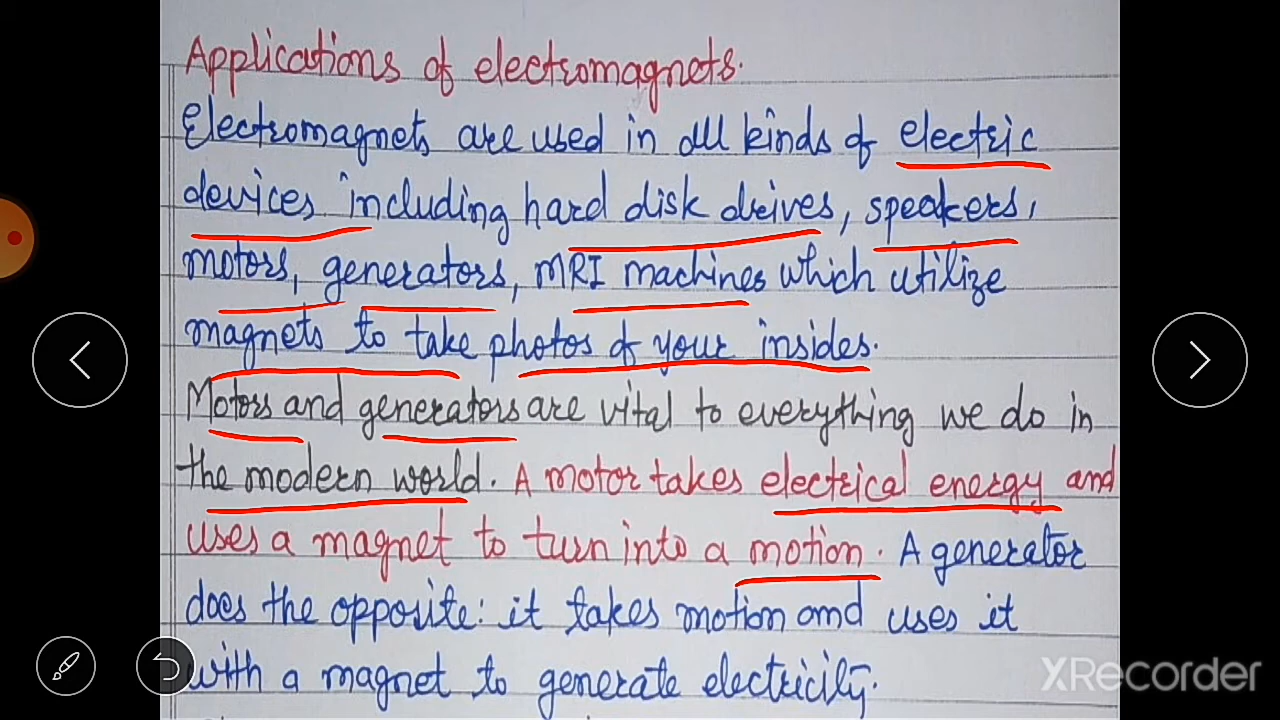 Applications of electromagnets.
Electromagnets are used in all kinds of electric
devices including hard disk drives, speakers,
motors, generators, MRI machines which utilize
magnets to take photos of your insides.
Motors and generators are vital to everything we do in
the modern world. A motor takes electrical energy and
uses a magnet to turn into a motion. A generator
does the opposite: it takes motion and uses it
with a magnet to generate electricity.
XRecorder